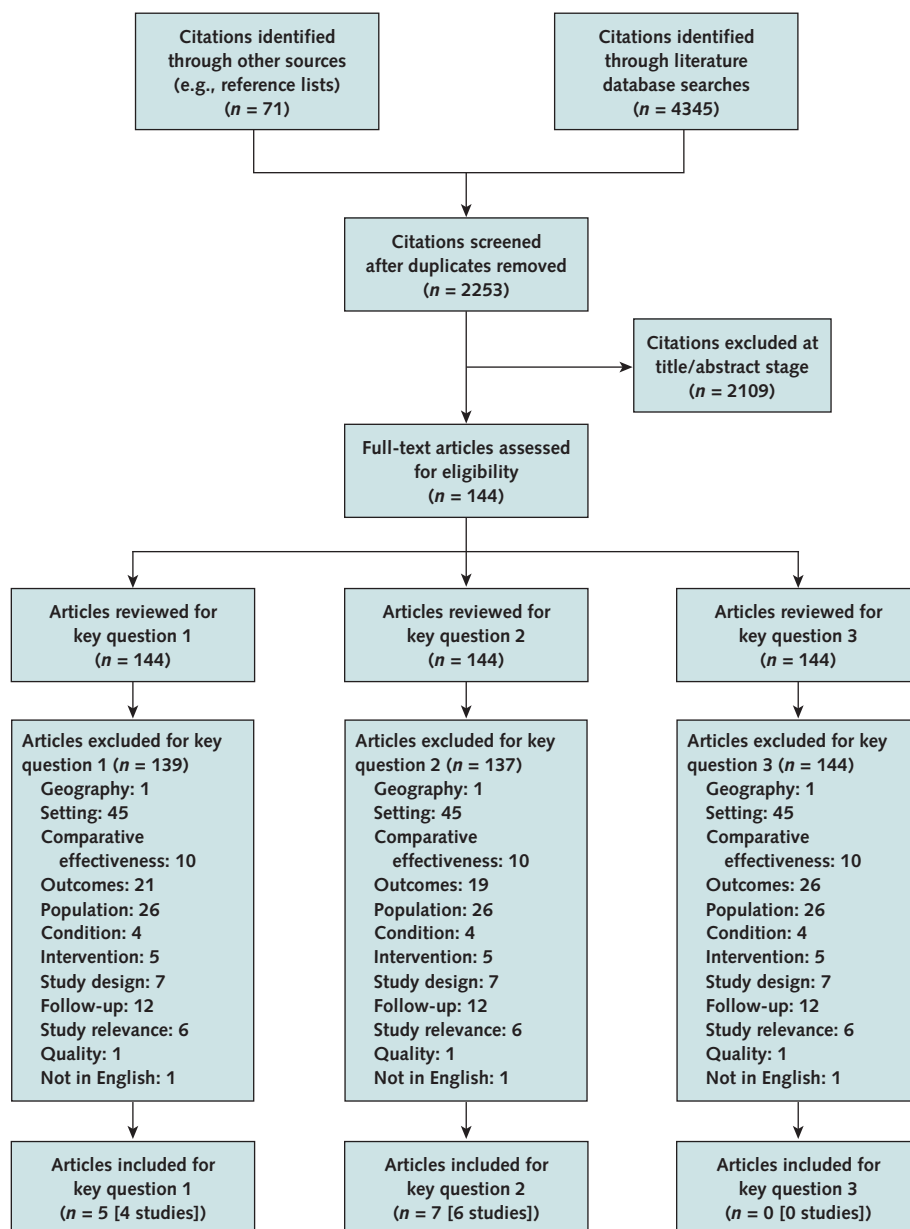 Citations identified
through other sources
(e.g., reference lists)
(n = 71)
Citations identified
through literature
database searches
(n = 4345)
Citations screened
after duplicates removed
(n = 2253)
Citations excluded at
title/abstract stage
(n = 2109)
Full-text articles assessed
for eligibility
(n = 144)
Articles reviewed for
key question 1
(n = 144)
Articles reviewed for
key question 2
(n = 144)
Articles reviewed for
key question 3
(n = 144)
Articles excluded for key
question 1 (n = 139)
Geography: 1
Setting: 45
Comparative
effectiveness: 10
Outcomes: 21
Population: 26
Condition: 4
Intervention: 5
Study design: 7
Follow-up: 12
Study relevance: 6
Quality: 1
Not in English: 1
Articles excluded for key
question 2 (n = 137)
Geography: 1
Setting: 45
Comparative
effectiveness: 10
Outcomes: 19
Population: 26
Condition: 4
Intervention: 5
Study design: 7
Follow-up: 12
Study relevance: 6
Quality: 1
Not in English: 1
Articles excluded for key
question 3 (n = 144)
Geography: 1
Setting: 45
Comparative
effectiveness: 10
Outcomes: 26
Population: 26
Condition: 4
Intervention: 5
Study design: 7
Follow-up: 12
Study relevance: 6
Quality: 1
Not in English: 1
Articles included for
key question 1
(n = 5 [4 studies])
Articles included for
key question 2
(n = 7 [6 studies])
Articles included for
key question 3
(n = 0 [0 studies])